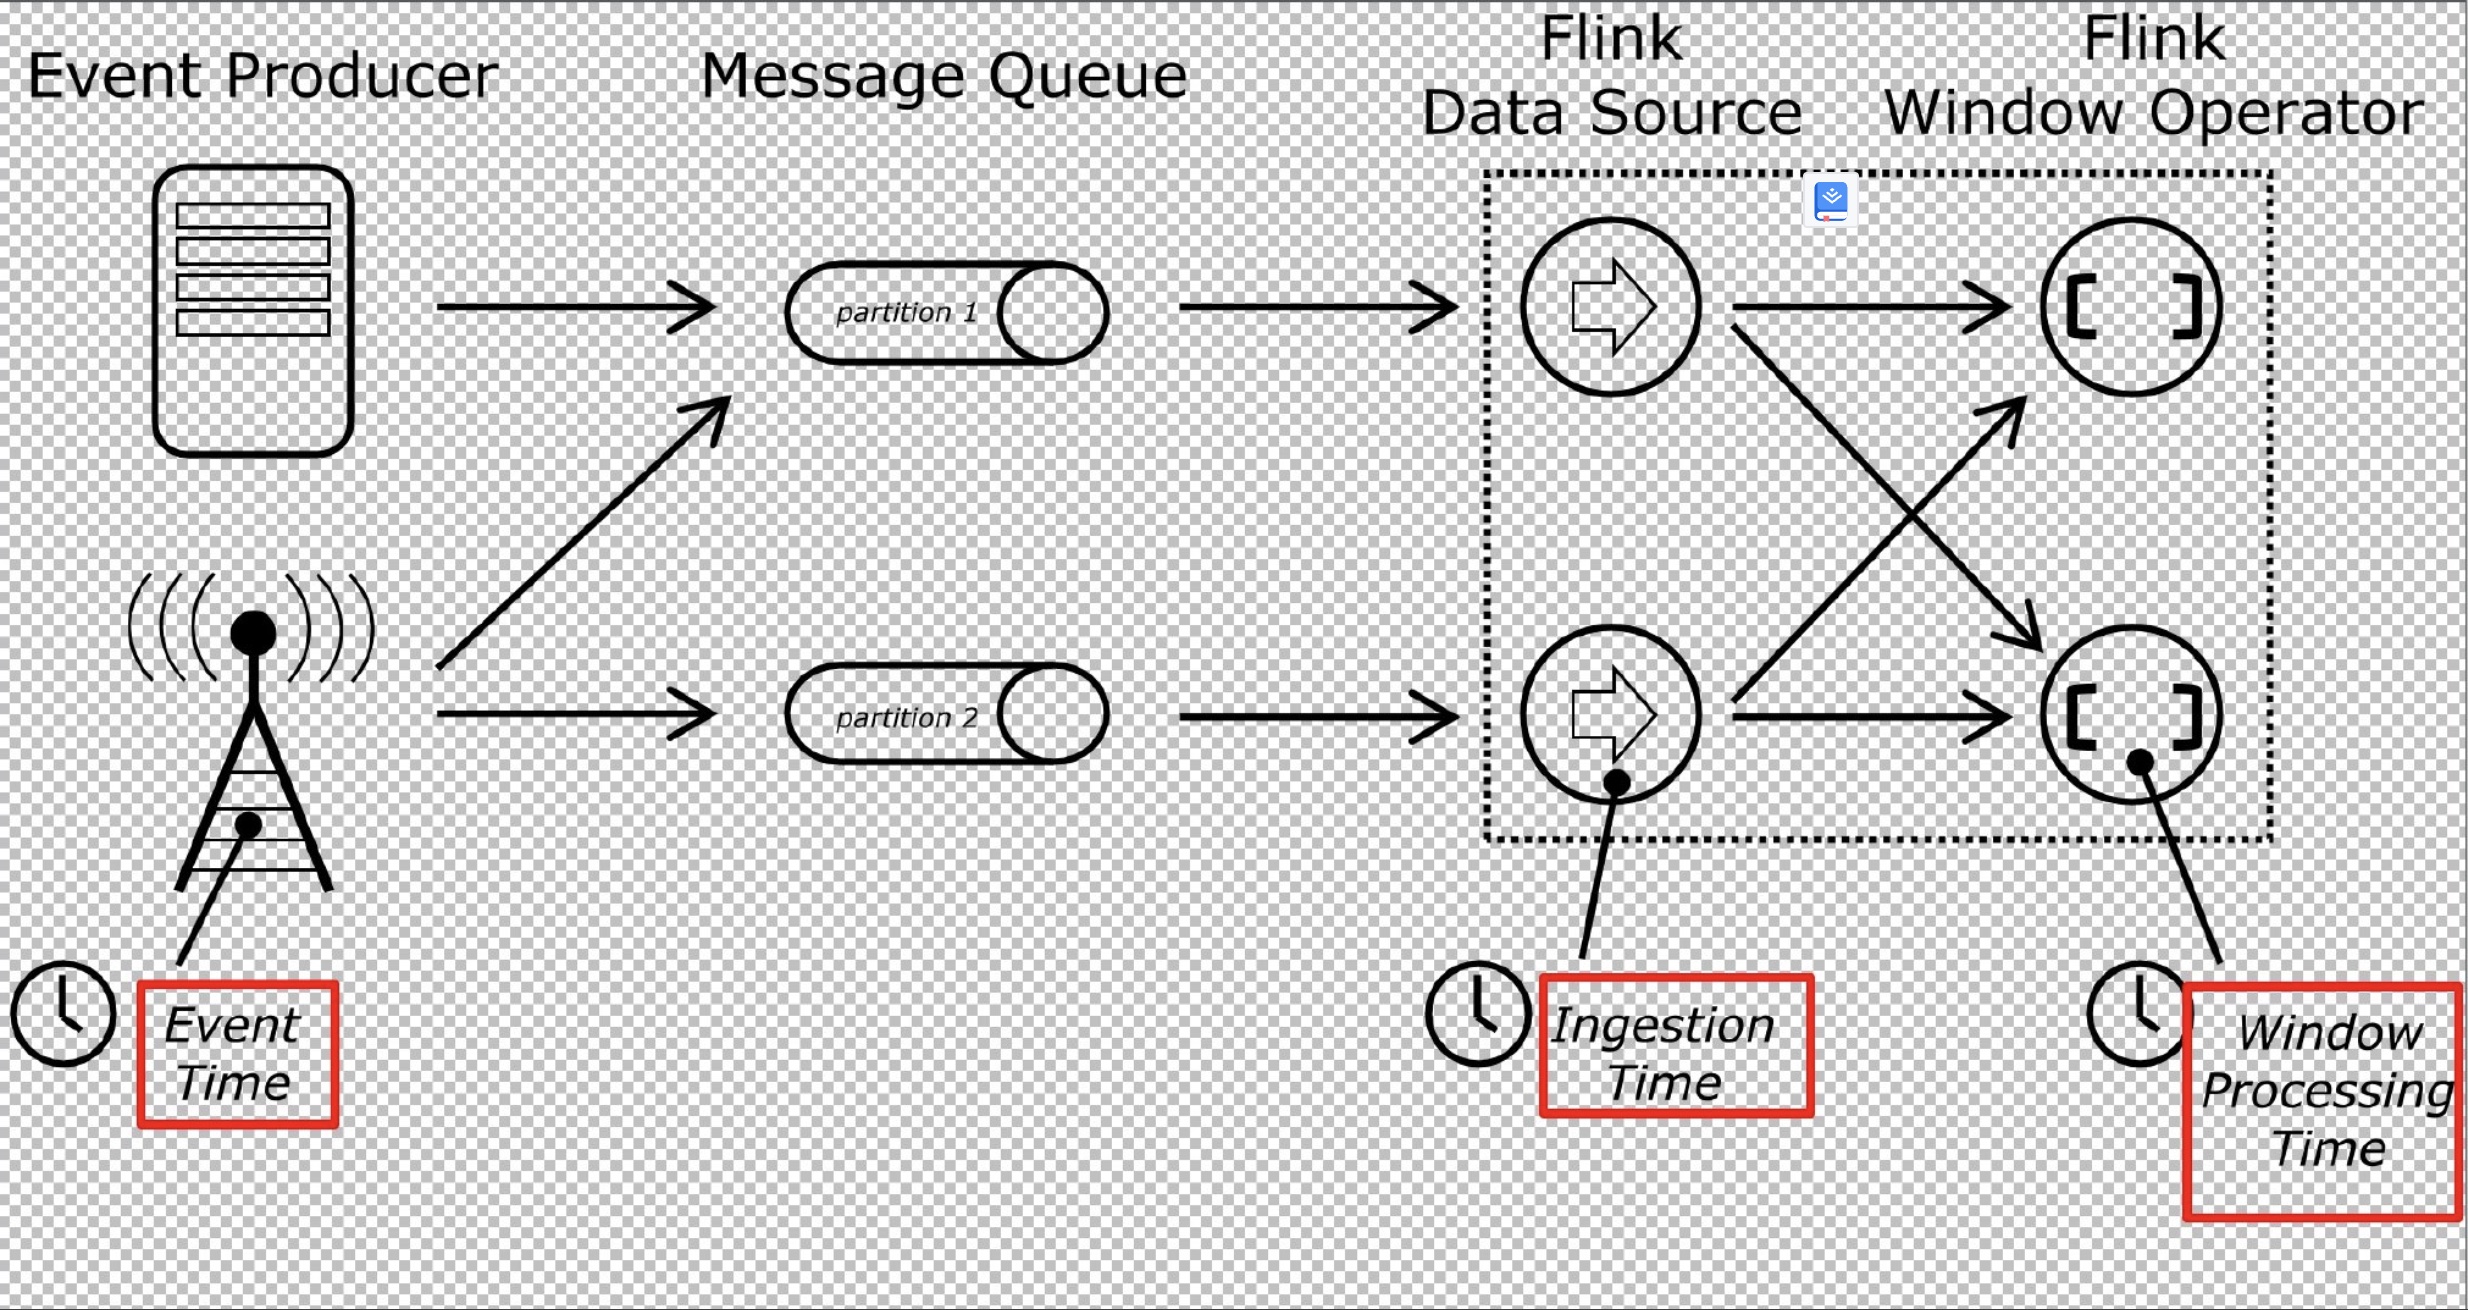 Event Producer
Message Queue
Flink
Data Source
Flink
Window Operator
partition 1
partition 2
Event
Time
Ingestion
Time
Window
Processing
Time